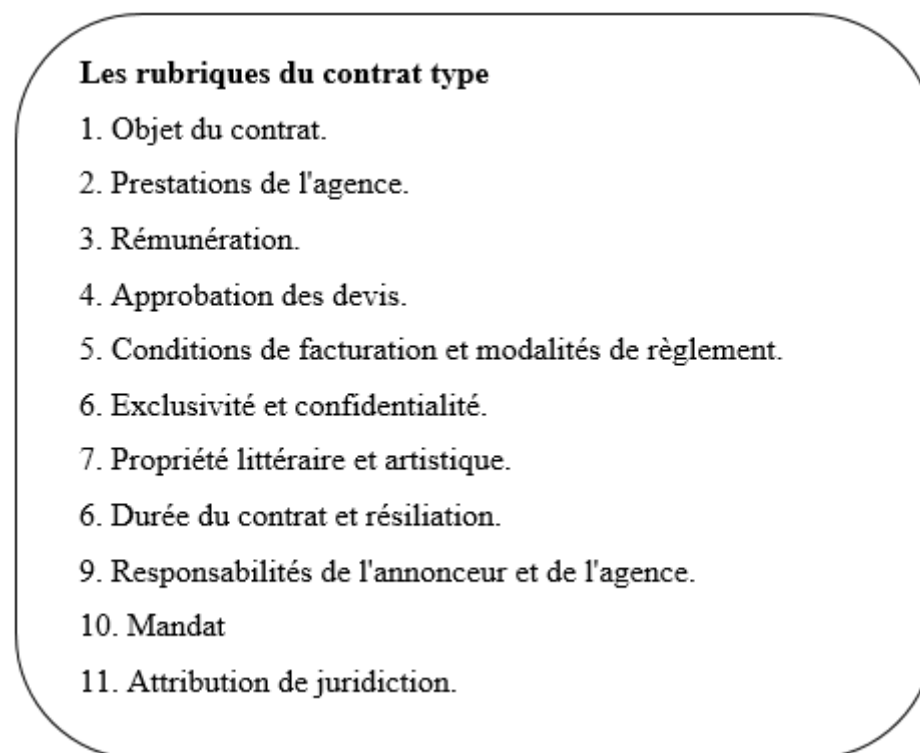 Les rubriques du contrat type
1. Objet du contrat.
2. Prestations de l'agence.
3. Rémunération.
4. Approbation des devis.
5. Conditions de facturation et modalités de règlement.
6. Exclusivité et confidentialité.
7. Propriété littéraire et artistique.
6. Durée du contrat et résiliation.
9. Responsabilités de l'annonceur et de l'agence.
10. Mandat
11. Attribution de juridiction.